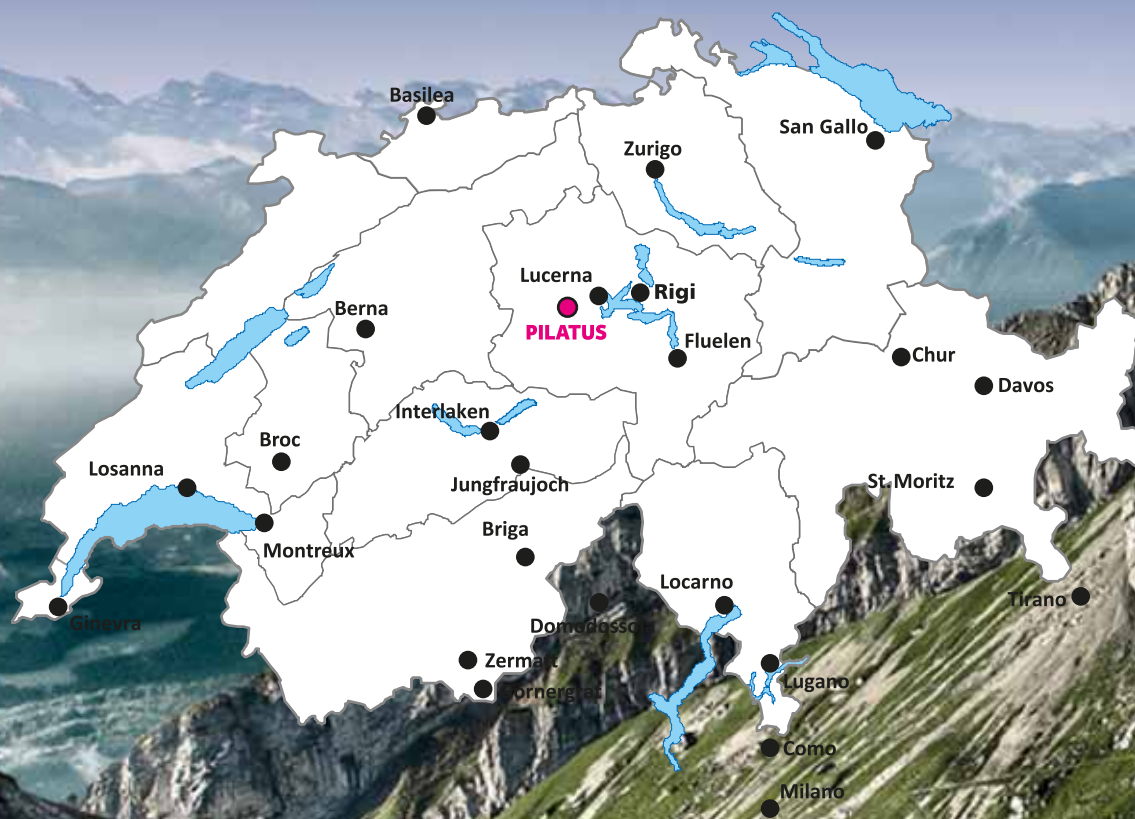 Basilea
San Gallo
Zurigo
Lucerna
Rigi
Berna
PILATUS
Fluelen
Chur
Davos
Interlaken
Broc
Losanna
Jungfraujoch
St. Moritz
Briga
Montreux
Locarno
Tirano
Ginevra
Domodossola
Zermatt
Gornergrat
Lugano
Como
Milano